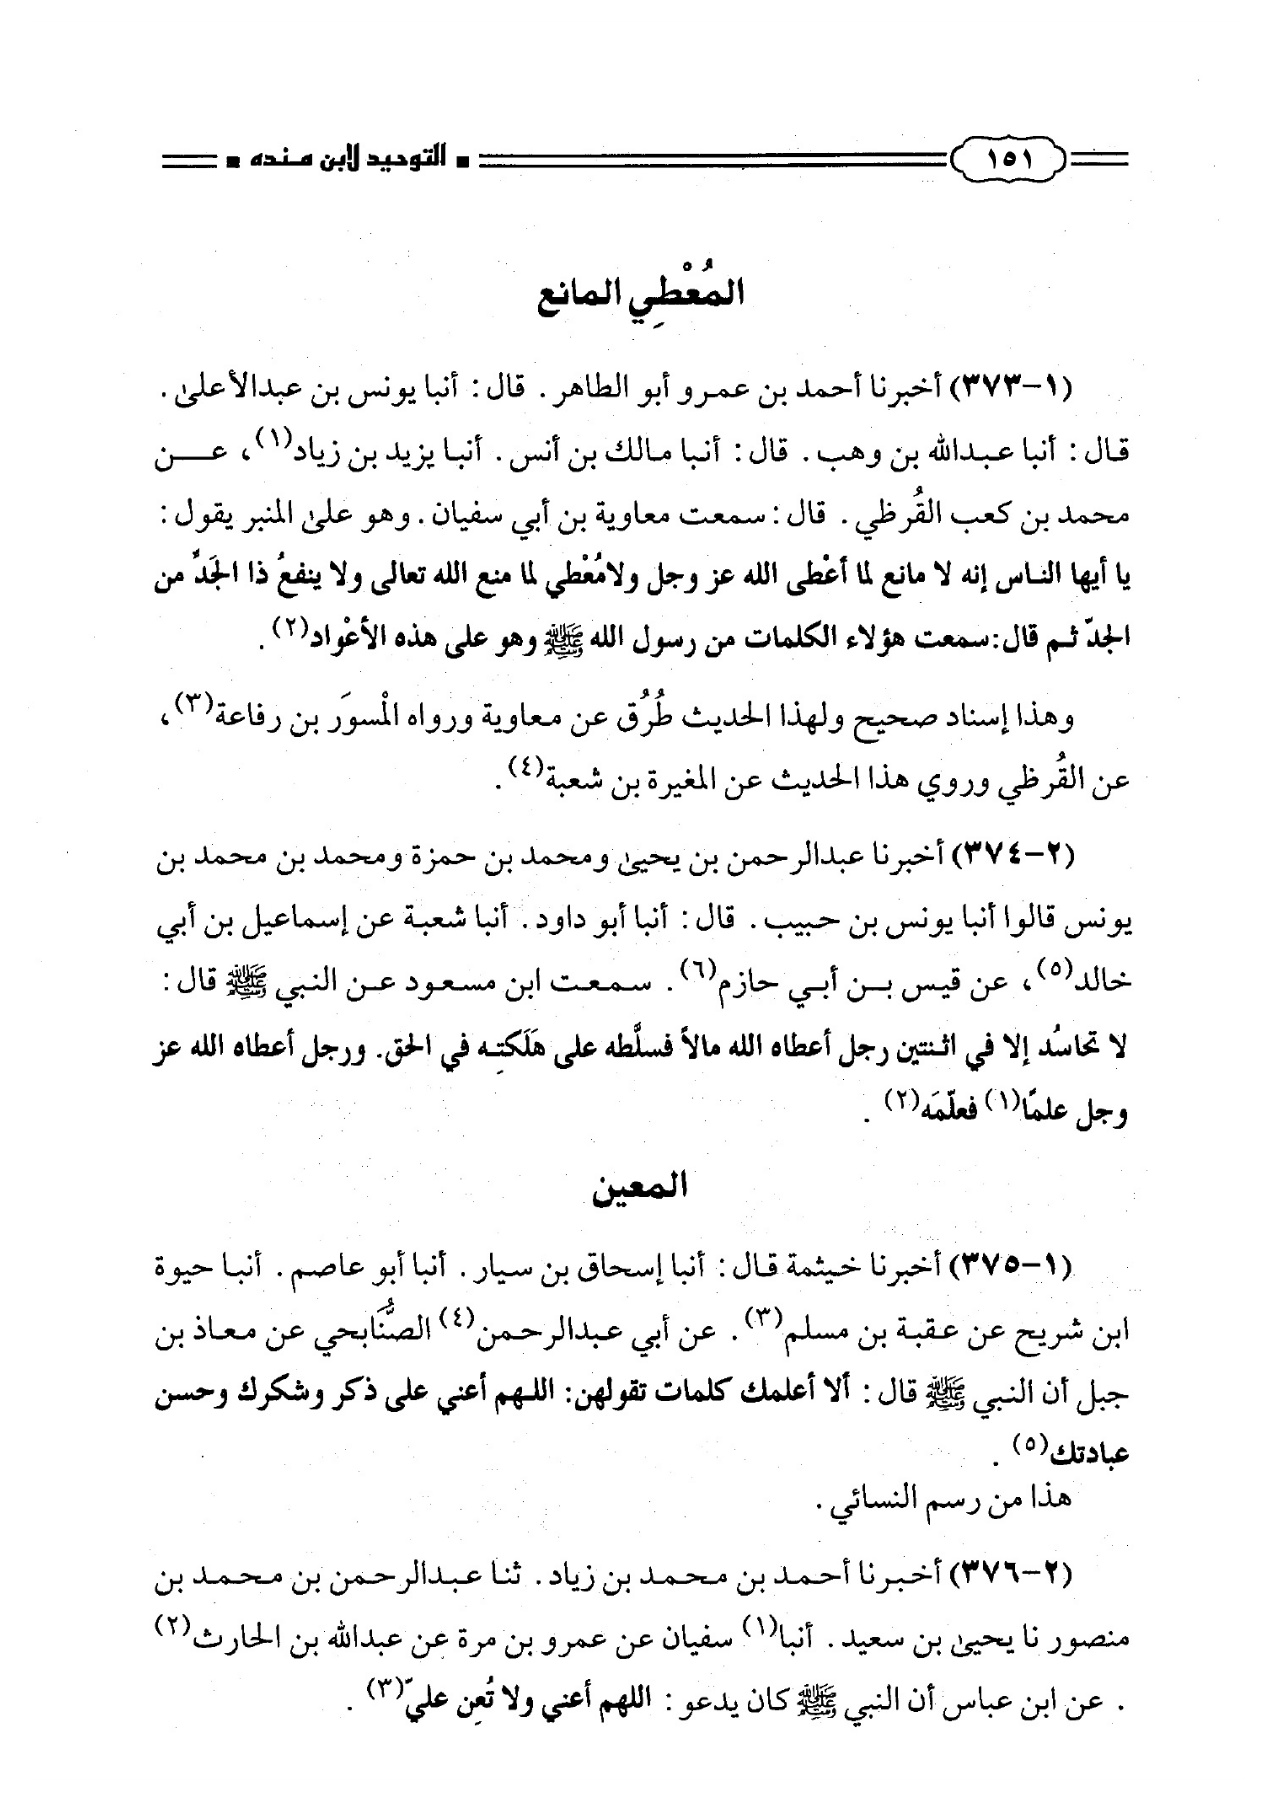 ١٥١ التوحيد لابن منده
المُعْطِي المانع
(١-٣٧٣) أخبرنا أحمد بن عمرو أبو الطاهر . قال : أنبا يونس بن عبدالأعلىٰ .
قال : أنبا عبدالله بن وهب . قال : أنبا مالك بن أنس . أنبا يزيد بن زياد(١)، عــن
محمد بن كعب القُرظي . قال : سمعت معاوية بن أبي سفيان . وهو علىٰ المنبر يقول :
يا أيها الناس إنه لا مانع لما أعْطى الله عز وجل ولامُعْطي لما منع الله تعالى ولا ينفعُ ذا الجَدِّ من
الجدّ ثم قال:سمعت هؤلاء الكلمات من رسول الله ﷺ وهو على هذه الأعْواد(٢) .
وهذا إسناد صحيح ولهذا الحديث طُرُق عن معاوية ورواه المْسوَر بن رفاعة(٣)،
عن القُرظي وروي هذا الحديث عن المغيرة بن شعبة(٤) .
(٢-٣٧٤) أخبرنا عبدالرحمن بن يحيىٰ ومحمد بن حمزة ومحمد بن محمد بن
يونس قالوا أنبا يونس بن حبيب . قال : أنبا أبو داود . أنبا شعبة عن إسماعيل بن أبي
خالد(٥)، عن قيس بن أبي حازم(٦) . سمعت ابن مسعود عن النبي ﷺ قال :
لا تحاسُد إلا في اثنتين رجل أعطاه الله مالاً فسلَّطه على هَلَكتِه في الحق. ورجل أعطاه الله عز
وجل علمًا(١) فعلّمَه(٢) .
المعين
(١-٣٧٥) أخبرنا خيثمة قال : أنبا إسحاق بن سيار . أنبا أبو عاصم . أنبا حيوة
ابن شريح عن عقبة بن مسلم(٣) . عن أبي عبدالرحمن(٤) الصُّنَابحي عن معاذ بن
جبل أن النبي ﷺ قال : ألا أعلمك كلمات تقولهن: اللهم أعني على ذكر وشكرك وحسن
عبادتك(٥) .
هذا من رسم النسائي .
(٢-٣٧٦) أخبرنا أحمد بن محمد بن زياد . ثنا عبدالرحمن بن محمد بن
منصور نا يحيىٰ بن سعيد . أنبا(١) سفيان عن عمرو بن مرة عن عبدالله بن الحارث(٢)
. عن ابن عباس أن النبي ﷺ كان يدعو : اللهم أعني ولا تُعِن عليّ(٣) .